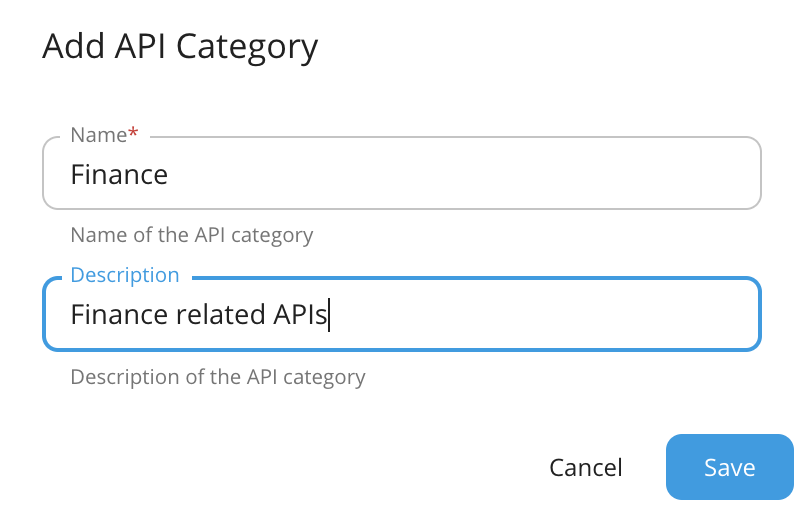 Add API Category
Name*
Finance
Name of the API category
Description
Finance related APIs
Description of the API category
Cancel
Save